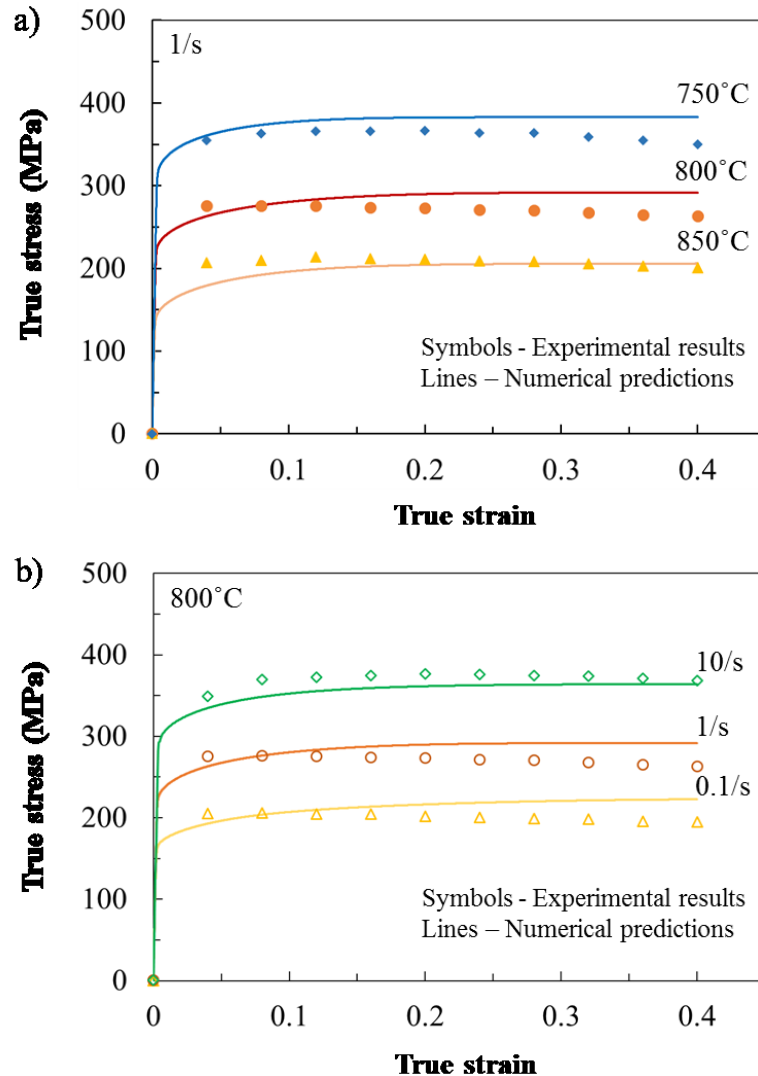 a)
500
1/s
400
750˚C
300
800˚C
850˚C
200
100
Symbols - Experimental results
Lines – Numerical predictions
0
0
0.1
0.2
0.3
0.4
True stress (MPa)
True strain
b)
500
800˚C
400
10/s
300
1/s
0.1/s
200
100
Symbols - Experimental results
Lines – Numerical predictions
0
0
0.1
0.2
0.3
0.4
True stress (MPa)
True strain